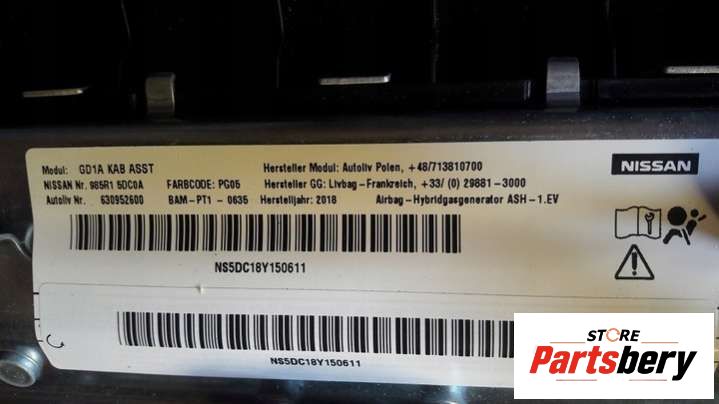 Modul: GD1A KAB ASST
Hersteller Modul: Autoliv Polen, +48/713810700
NISSAN
NISSAN Nr. 985R1 5DC0A FARBCODE: PG05 Hersteller GG: Livbag-Frankreich, +33/ (0) 29881-3000
Autoliv Nr. 630952600 BAM-PT1 - 0635 Herstelljahr: 2018 Airbag-Hybridgasgenerator ASH-1.EV
NS5DC18Y150611
NS5DC18Y150611
STORE
Partsbery